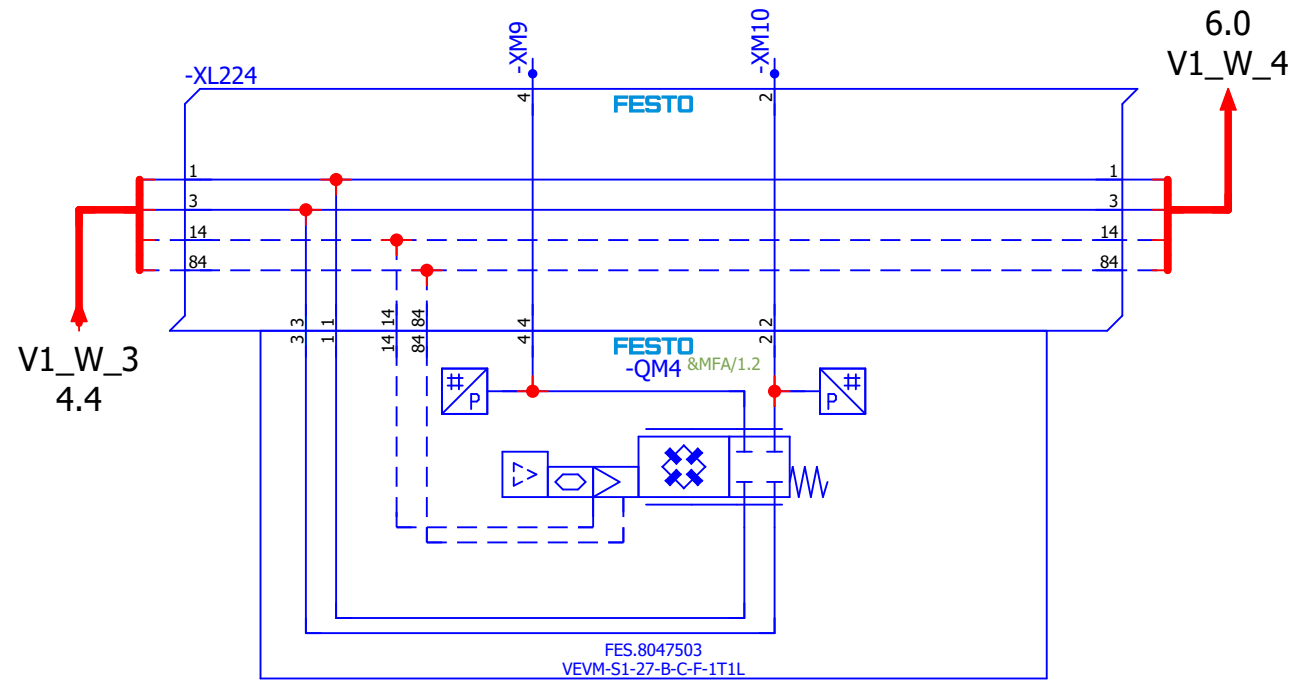 6.0
V1_W_4
-XM9
-XM10
-XL224
4
FESTO
2
1
1
3
3
14
14
84
84
3 3
1 1
14 14
84 84
4 4
2 2
FESTO
-QM4
&MFA/1.2
V1_W_3
4.4
#
P
P
#
FES.8047503
VEVM-S1-27-B-C-F-1T1L